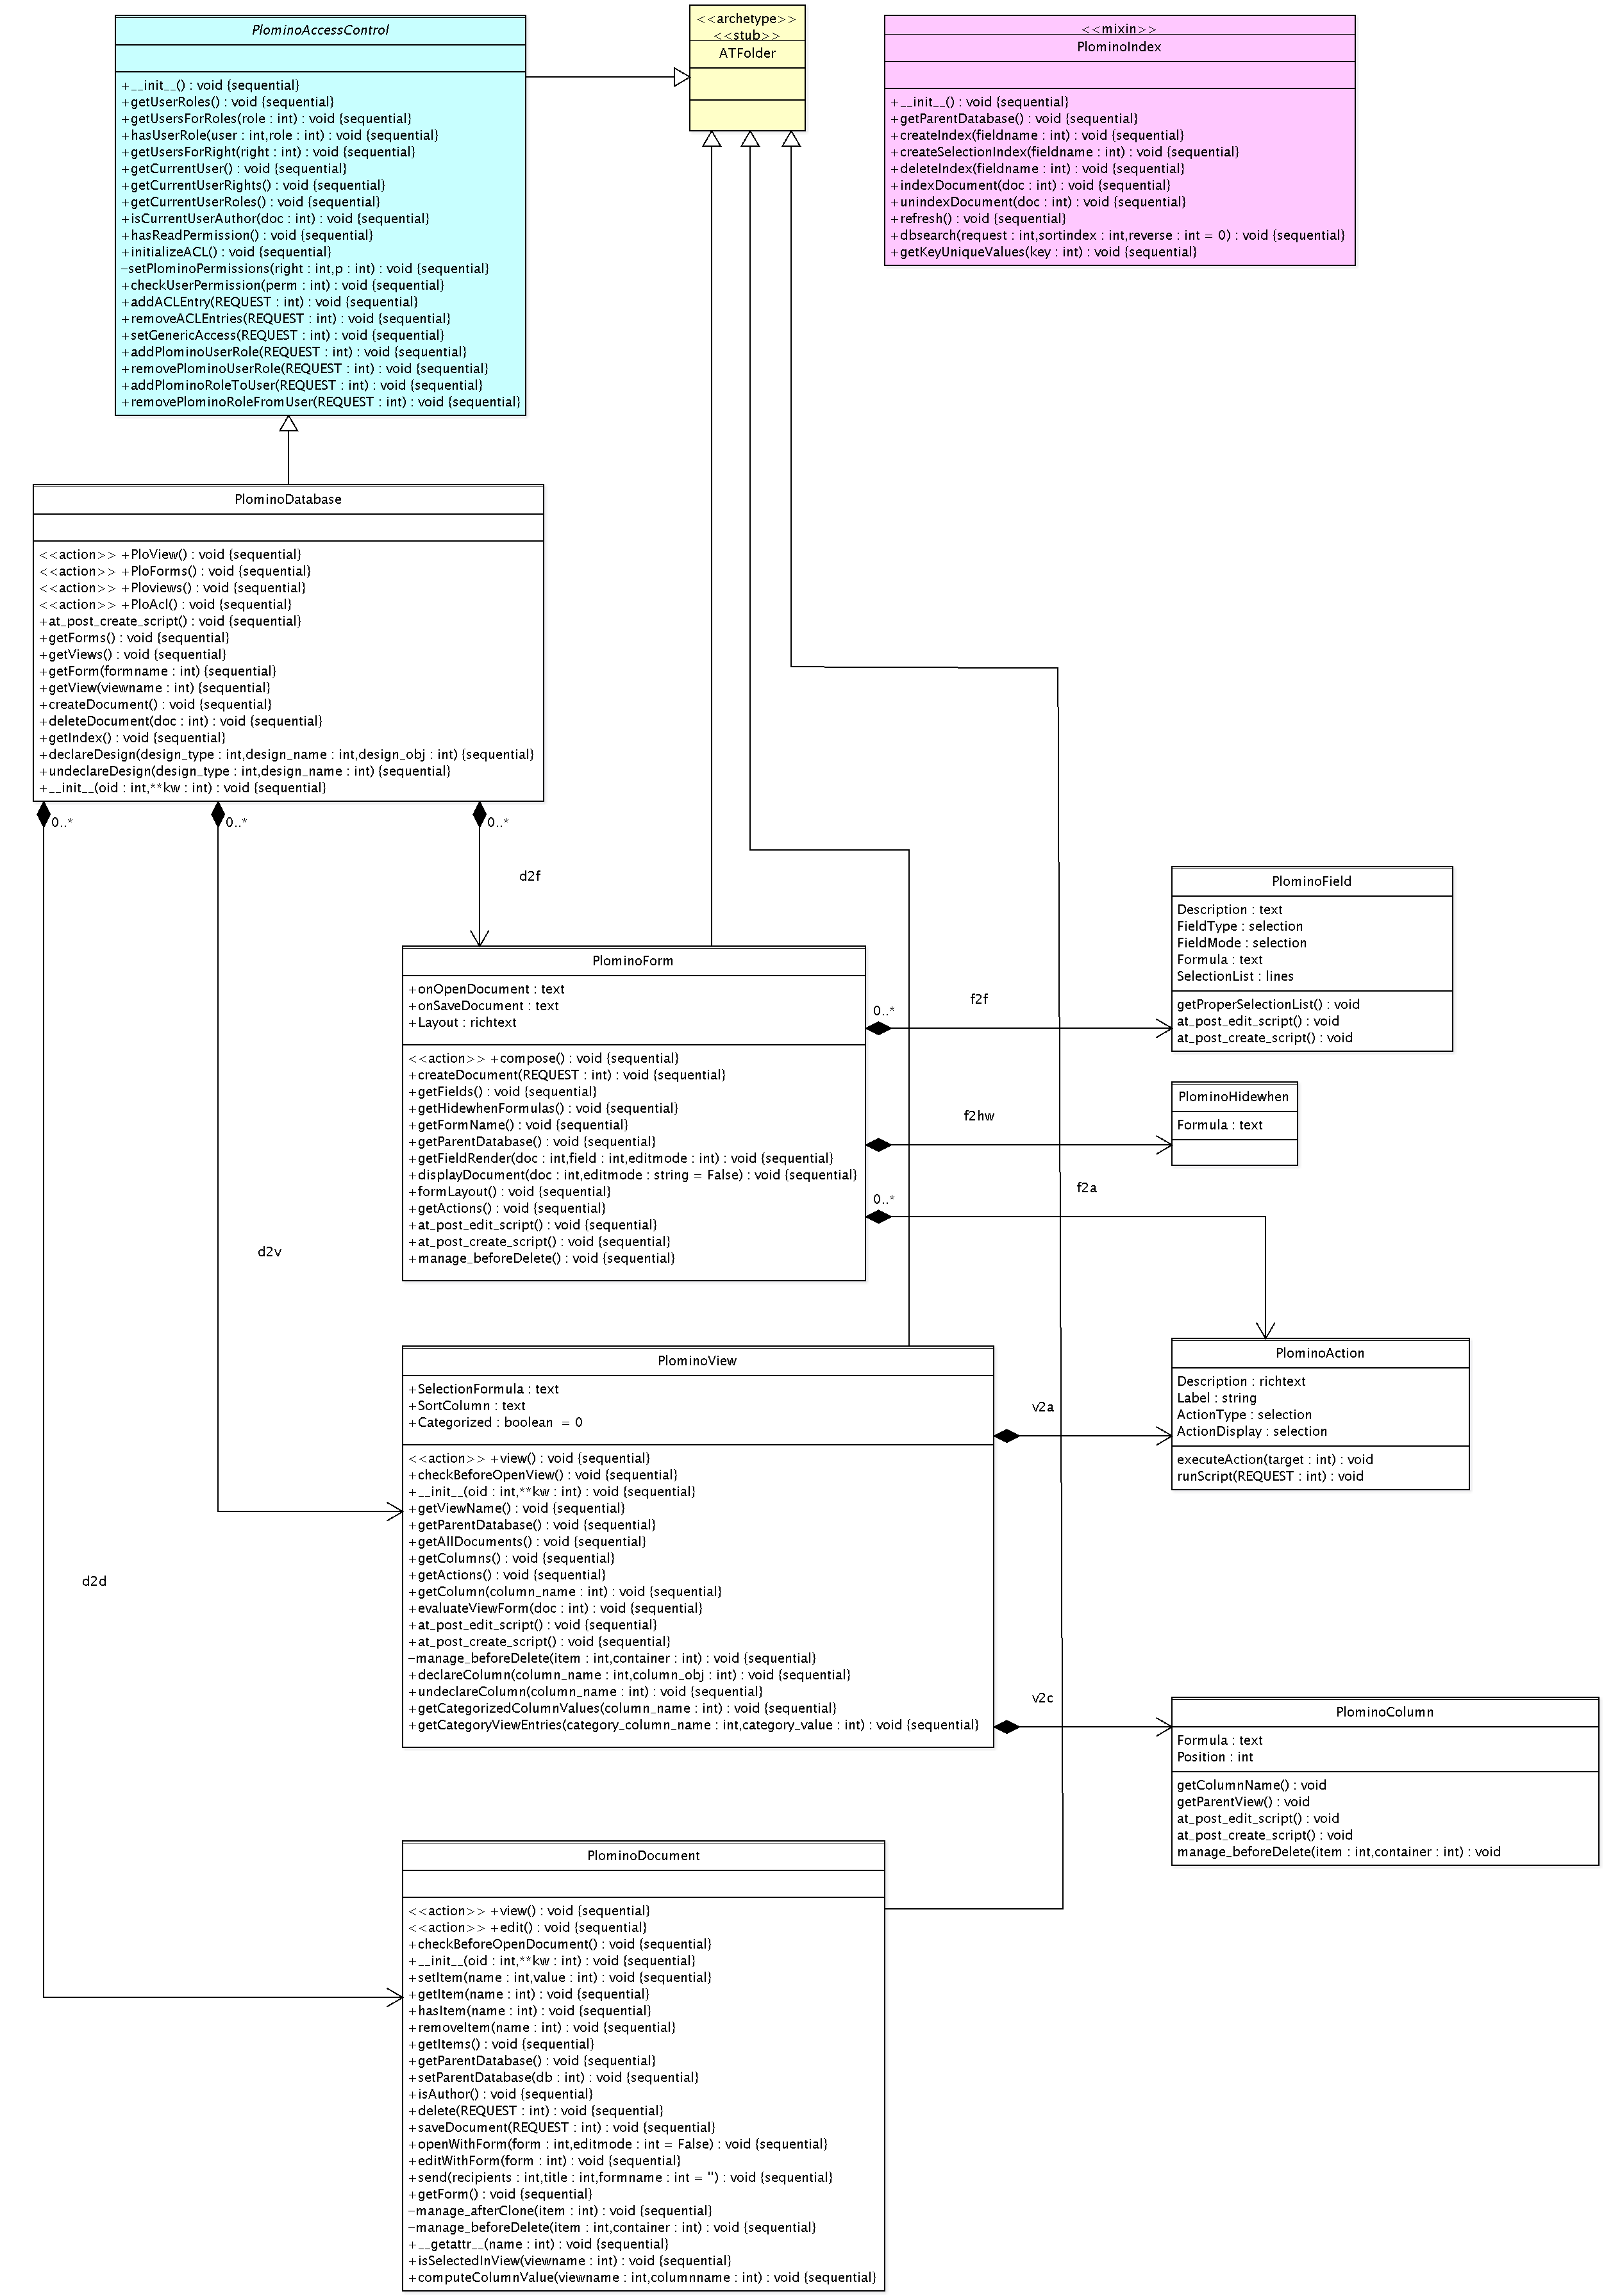 PlominoAccessControl
+__init__() : void {sequential}
+getUserRoles() : void {sequential}
+getUsersForRoles(role : int) : void {sequential}
+hasUserRole(user : int,role : int) : void {sequential}
+getUsersForRight(right : int) : void {sequential}
+getCurrentUser() : void {sequential}
+getCurrentUserRights() : void {sequential}
+getCurrentUserRoles() : void {sequential}
+isCurrentUserAuthor(doc : int) : void {sequential}
+hasReadPermission() : void {sequential}
+initializeACL() : void {sequential}
-setPlominoPermissions(right : int,p : int) : void {sequential}
+checkUserPermission(perm : int) : void {sequential}
+addACLEntry(REQUEST : int) : void {sequential}
+removeACLEntries(REQUEST : int) : void {sequential}
+setGenericAccess(REQUEST : int) : void {sequential}
+addPlominoUserRole(REQUEST : int) : void {sequential}
+removePlominoUserRole(REQUEST : int) : void {sequential}
+addPlominoRoleToUser(REQUEST : int) : void {sequential}
+removePlominoRoleFromUser(REQUEST : int) : void {sequential}
<<archetype>>
<<stub>>
ATFolder
<<mixin>>
PlominoIndex
+__init__() : void {sequential}
+getParentDatabase() : void {sequential}
+createIndex(fieldname : int) : void {sequential}
+createSelectionIndex(fieldname : int) : void {sequential}
+deleteIndex(fieldname : int) : void {sequential}
+indexDocument(doc : int) : void {sequential}
+unindexDocument(doc : int) : void {sequential}
+refresh() : void {sequential}
+dbsearch(request : int,sortindex : int,reverse : int = 0) : void {sequential}
+getKeyUniqueValues(key : int) : void {sequential}
PlominoDatabase
<<action>> +PloView() : void {sequential}
<<action>> +PloForms() : void {sequential}
<<action>> +Ploviews() : void {sequential}
<<action>> +PloAcl() : void {sequential}
+at_post_create_script() : void {sequential}
+getForms() : void {sequential}
+getViews() : void {sequential}
+getForm(formname : int) {sequential}
+getView(viewname : int) {sequential}
+createDocument() : void {sequential}
+deleteDocument(doc : int) : void {sequential}
+getIndex() : void {sequential}
+declareDesign(design_type : int,design_name : int,design_obj : int) {sequential}
+undeclareDesign(design_type : int,design_name : int) {sequential}
+__init__(oid : int,**kw : int) : void {sequential}
0..*
0..*
0..*
d2f
PlominoForm
+onOpenDocument : text
+onSaveDocument : text
+Layout : richtext
<<action>> +compose() : void {sequential}
+createDocument(REQUEST : int) : void {sequential}
+getFields() : void {sequential}
+getHidewhenFormulas() : void {sequential}
+getFormName() : void {sequential}
+getParentDatabase() : void {sequential}
+getFieldRender(doc : int,field : int,editmode : int) : void {sequential}
+displayDocument(doc : int,editmode : string = False) : void {sequential}
+formLayout() : void {sequential}
+getActions() : void {sequential}
+at_post_edit_script() : void {sequential}
+at_post_create_script() : void {sequential}
+manage_beforeDelete() : void {sequential}
0..*
f2f
f2hw
0..*
f2a
PlominoField
Description : text
FieldType : selection
FieldMode : selection
Formula : text
SelectionList : lines
getProperSelectionList() : void
at_post_edit_script() : void
at_post_create_script() : void
PlominoHidewhen
Formula : text
d2v
PlominoView
+SelectionFormula : text
+SortColumn : text
+Categorized : boolean = 0
<<action>> +view() : void {sequential}
+checkBeforeOpenView() : void {sequential}
+__init__(oid : int,**kw : int) : void {sequential}
+getViewName() : void {sequential}
+getParentDatabase() : void {sequential}
+getAllDocuments() : void {sequential}
+getColumns() : void {sequential}
+getActions() : void {sequential}
+getColumn(column_name : int) : void {sequential}
+evaluateViewForm(doc : int) : void {sequential}
+at_post_edit_script() : void {sequential}
+at_post_create_script() : void {sequential}
-manage_beforeDelete(item : int,container : int) : void {sequential}
+declareColumn(column_name : int,column_obj : int) : void {sequential}
+undeclareColumn(column_name : int) : void {sequential}
+getCategorizedColumnValues(column_name : int) : void {sequential}
+getCategoryViewEntries(category_column_name : int,category_value : int) : void {sequential}
v2a
v2c
PlominoAction
Description : richtext
Label : string
ActionType : selection
ActionDisplay : selection
executeAction(target : int) : void
runScript(REQUEST : int) : void
d2d
PlominoColumn
Formula : text
Position : int
getColumnName() : void
getParentView() : void
at_post_edit_script() : void
at_post_create_script() : void
manage_beforeDelete(item : int,container : int) : void
PlominoDocument
<<action>> +view() : void {sequential}
<<action>> +edit() : void {sequential}
+checkBeforeOpenDocument() : void {sequential}
+__init__(oid : int,**kw : int) : void {sequential}
+setItem(name : int,value : int) : void {sequential}
+getItem(name : int) : void {sequential}
+hasItem(name : int) : void {sequential}
+removeItem(name : int) : void {sequential}
+getItems() : void {sequential}
+getParentDatabase() : void {sequential}
+setParentDatabase(db : int) : void {sequential}
+isAuthor() : void {sequential}
+delete(REQUEST : int) : void {sequential}
+saveDocument(REQUEST : int) : void {sequential}
+openWithForm(form : int,editmode : int = False) : void {sequential}
+editWithForm(form : int) : void {sequential}
+send(recipients : int,title : int,formname : int = '') : void {sequential}
+getForm() : void {sequential}
-manage_afterClone(item : int) : void {sequential}
-manage_beforeDelete(item : int,container : int) : void {sequential}
+__getattr__(name : int) : void {sequential}
+isSelectedInView(viewname : int) : void {sequential}
+computeColumnValue(viewname : int,columnname : int) : void {sequential}